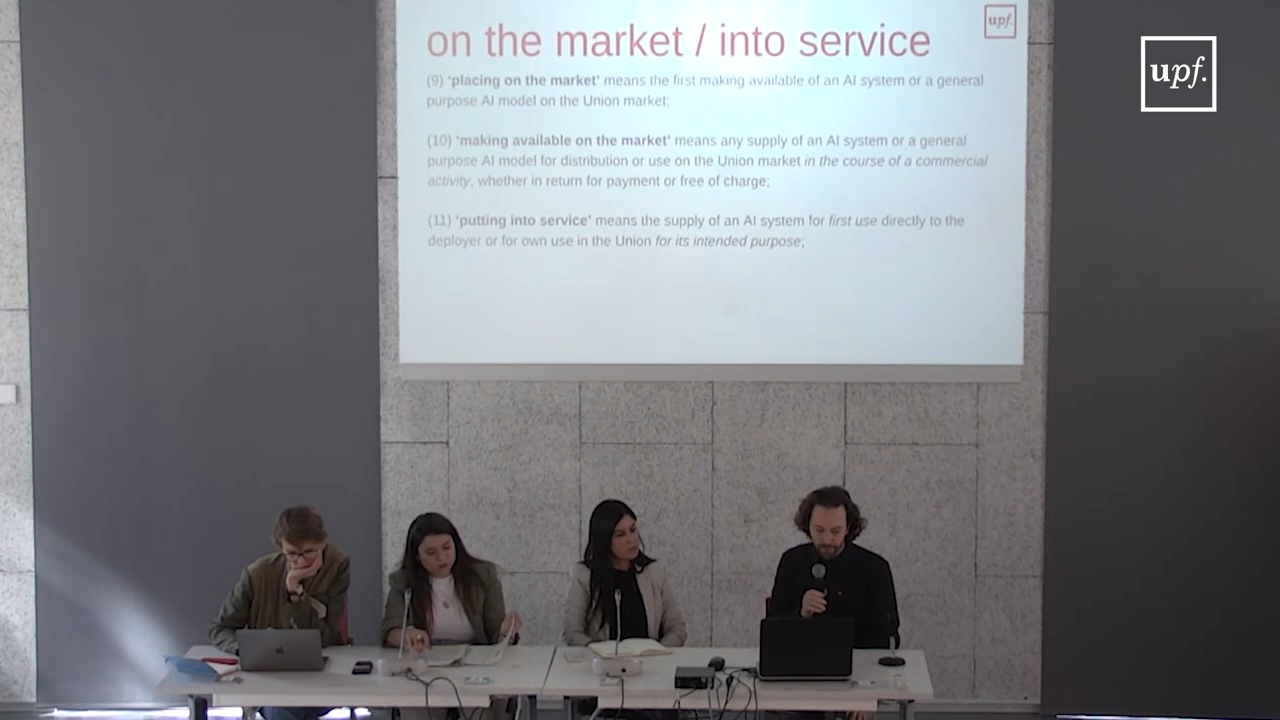 on the market / into service
upf.
upf.
(9) ‘placing on the market’ means the first making available of an AI system or a general
purpose AI model on the Union market;
(10) ‘making available on the market’ means any supply of an AI system or a general
purpose AI model for distribution or use on the Union market in the course of a commercial
activity, whether in return for payment or free of charge;
(11) ‘putting into service’ means the supply of an AI system for first use directly to the
deployer or for own use in the Union for its intended purpose;